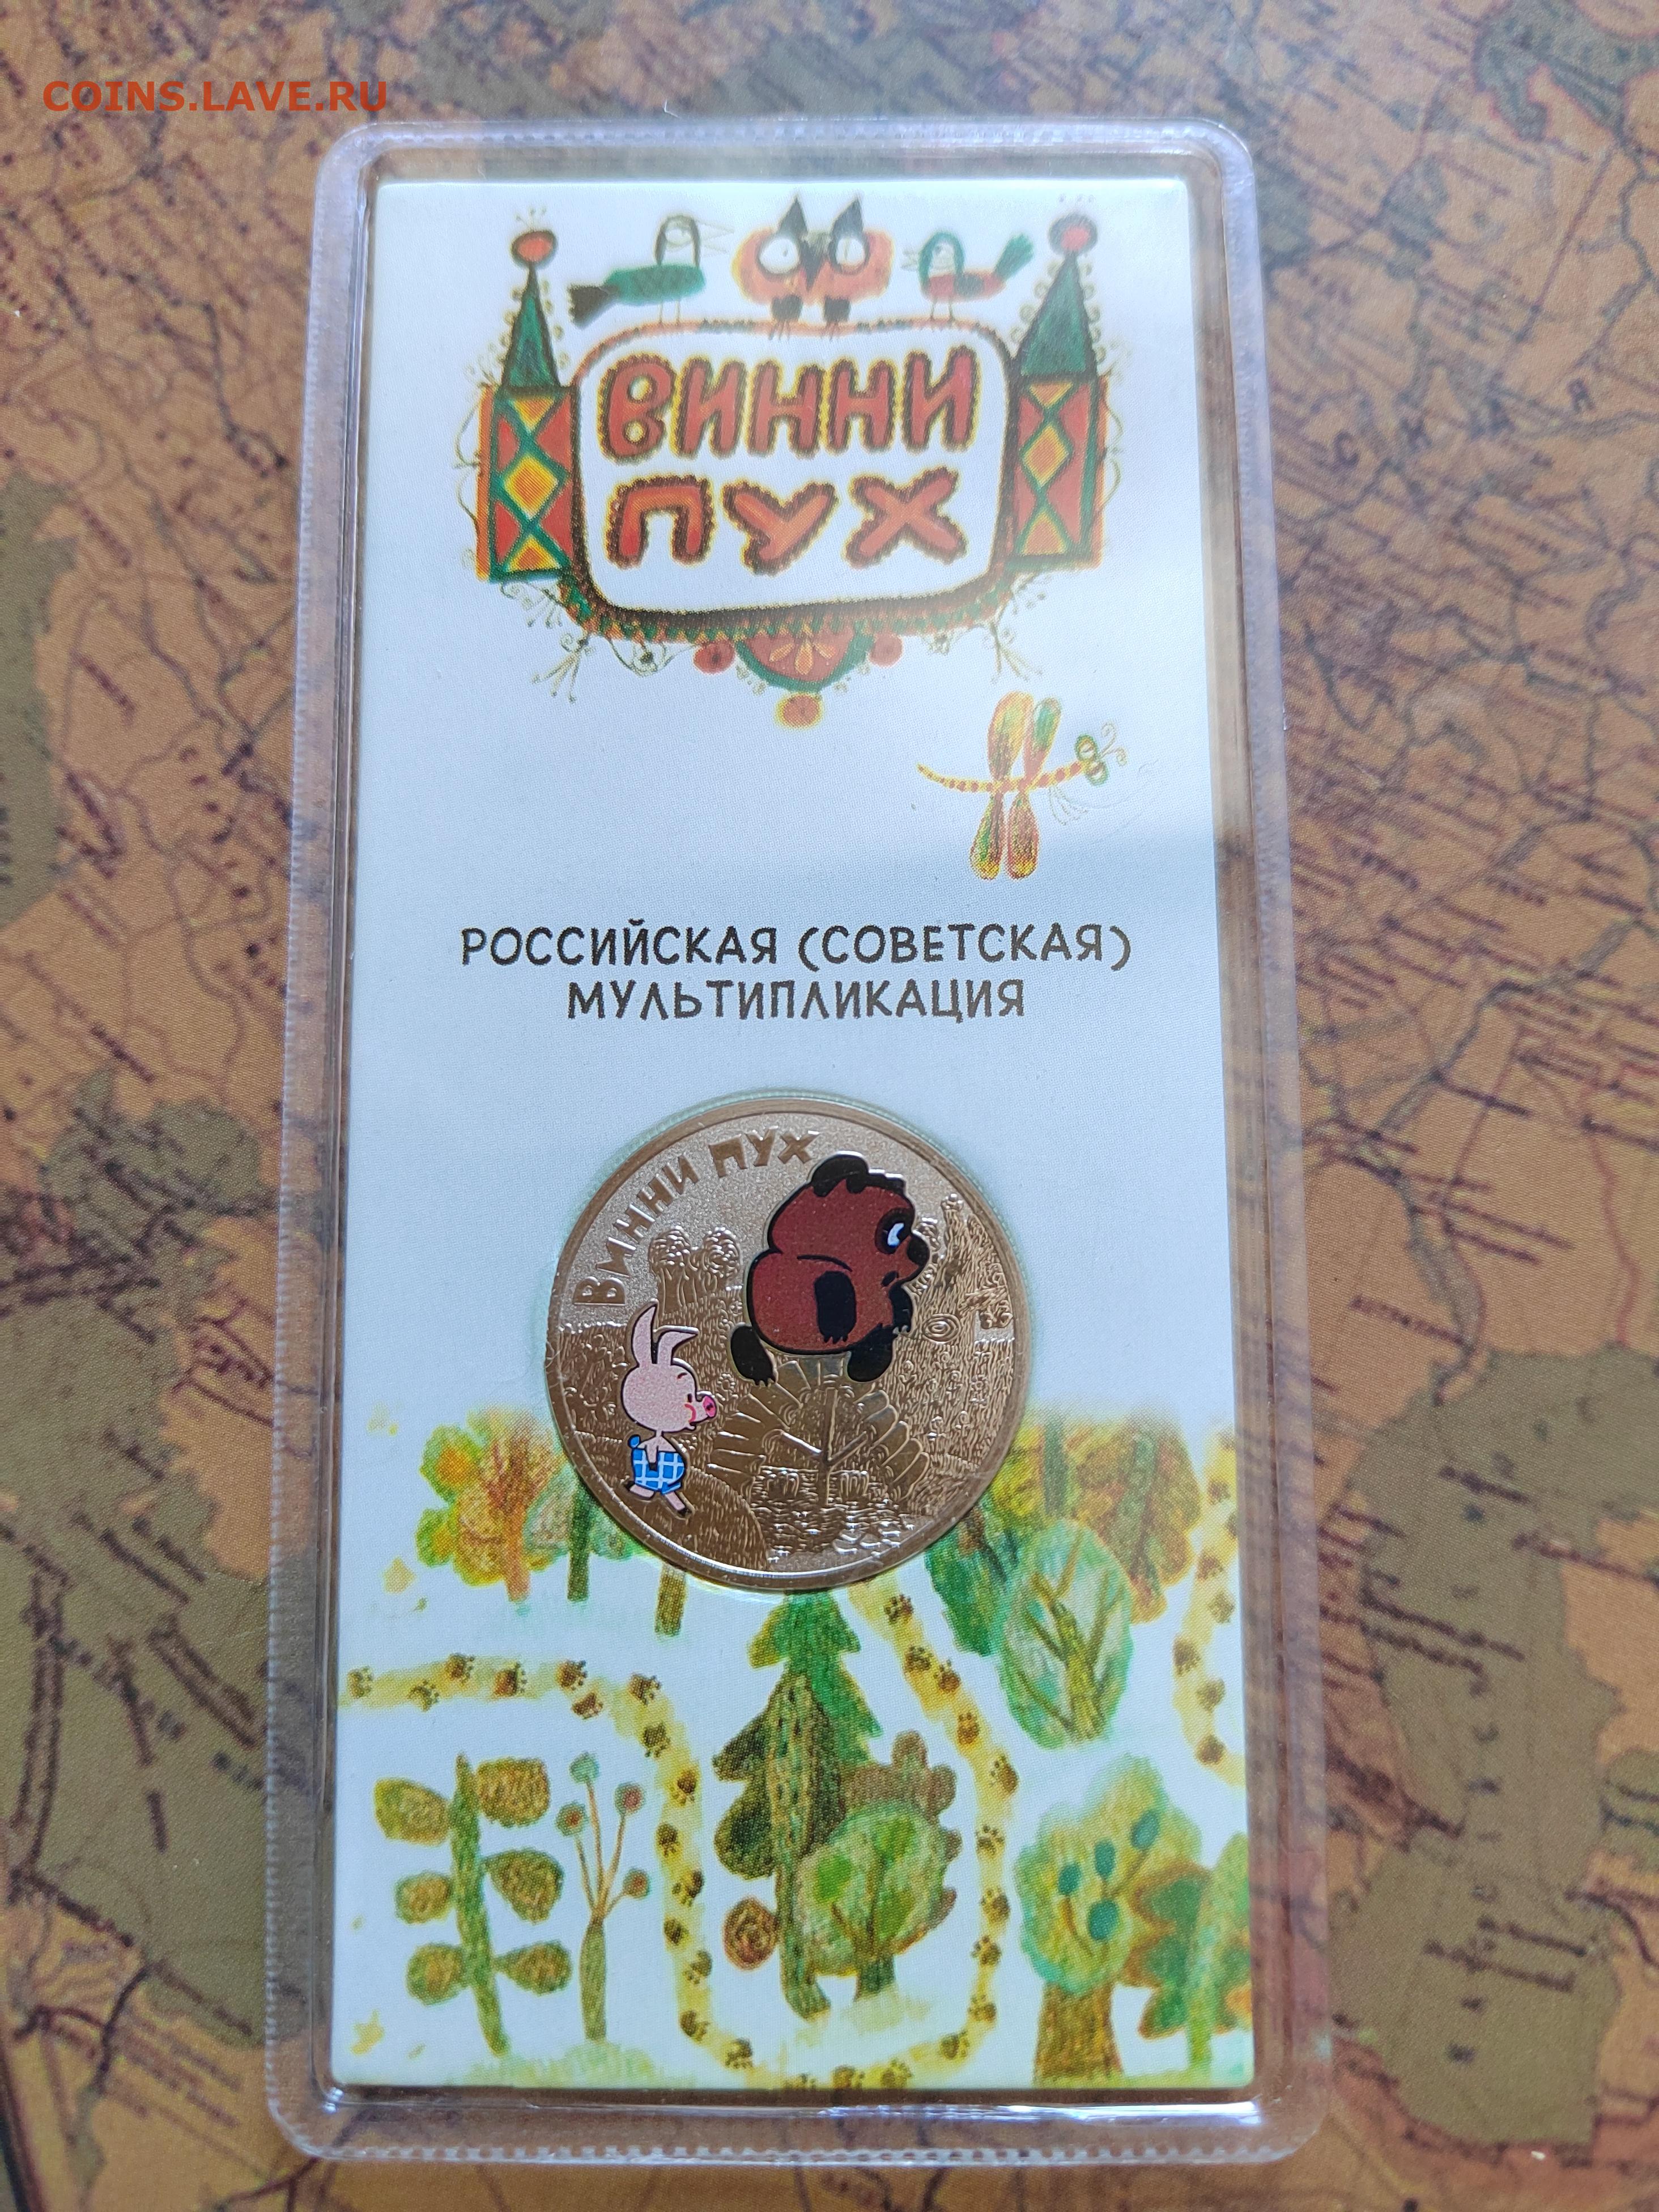 COINS.LAVE.RU
ВИННИ
ПУХ
РОССИЙСКАЯ (СОВЕТСКАЯ)
МУЛЬТИПЛИКАЦИЯ
ВИННИ ПУХ